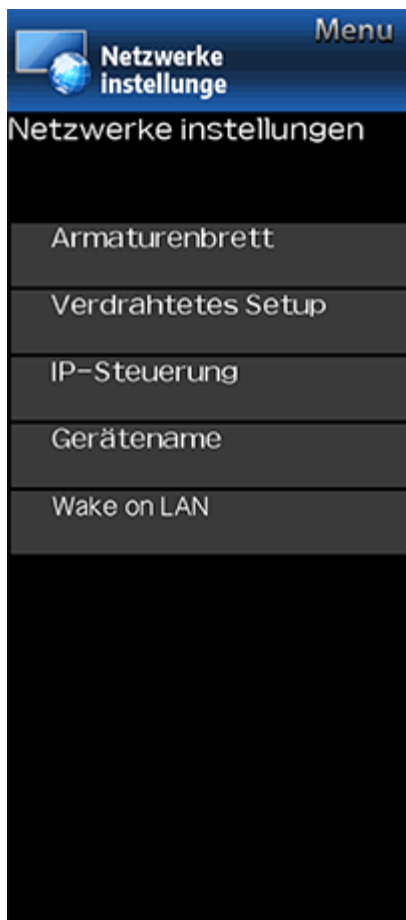 Menu
Netzwerke
instellunge
Netzwerke instellungen
Armaturenbrett
Verdrahtetes Setup
IP-Steuerung
Gerätename
Wake on LAN